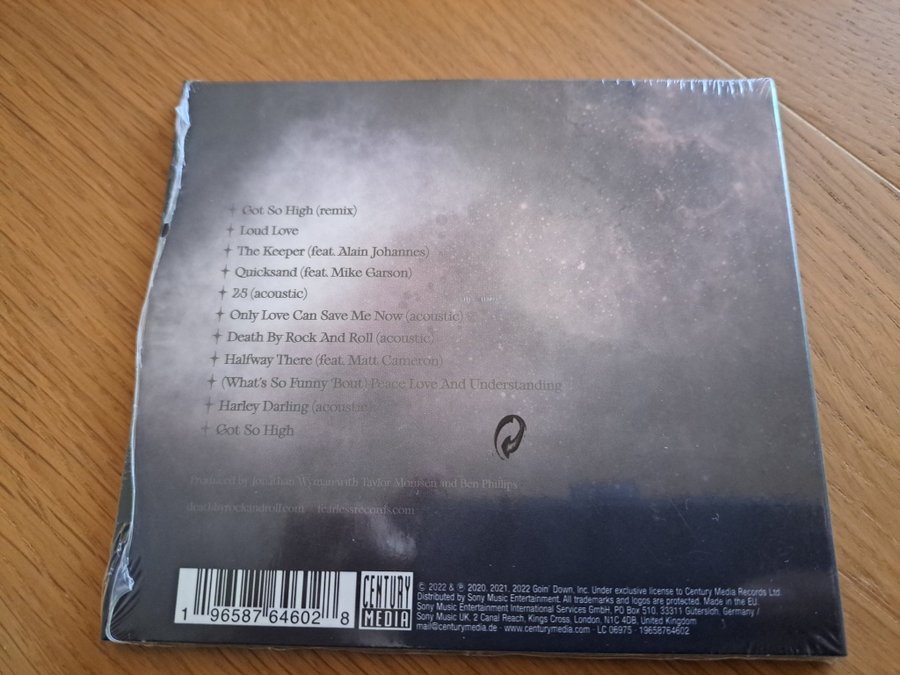 Got So High (remix)
Loud Love
The Keeper (feat. Alain Johannes)
Quicksand (feat. Mike Garson)
25 (acoustic)
Only Love Can Save Me Now (acoustic)
Death By Rock And Roll (acoustic)
Halfway There (feat. Matt Cameron)
(What's So Funny 'Bout) Peace Love And Understanding
Harley Darling (acoustic)
Got So High
Produced by Jonathan Wyman with Taylor Momsen and Ben Phillips
deathbyrockandroll.com / fearlessrecords.com
1 96587 64602 8
CENTURY
MEDIA
© 2022 & ℗ 2020, 2021, 2022 Goin' Down, Inc. Under exclusive license to Century Media Records Ltd.
Distributed by Sony Music Entertainment. All trademarks and logos are protected. Made in the EU.
Sony Music Entertainment International Services GmbH, PO Box 510, 33311 Gütersloh, Germany /
Sony Music UK, 2 Canal Reach, Kings Cross, London, N1C 4DB, United Kingdom
mail@centurymedia.de · www.centurymedia.com · LC 06975 · 19658764602